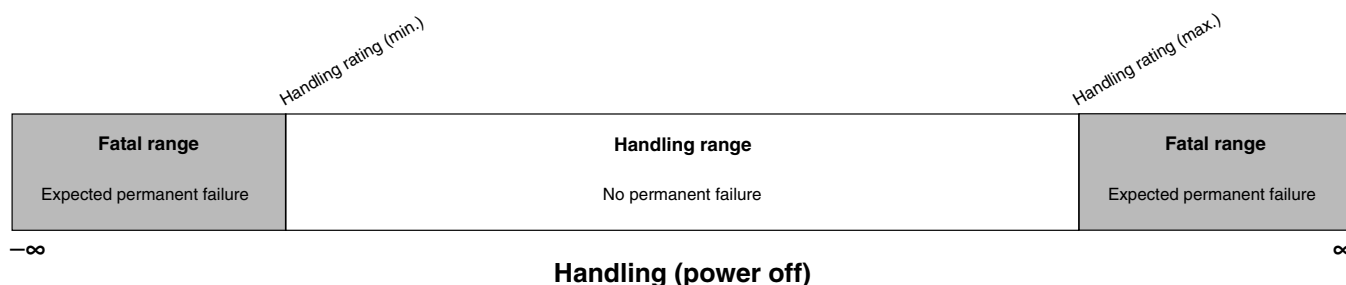 Handling rating (min.)
Handling rating (max.)
Fatal range
Handling range
Fatal range
Expected permanent failure
No permanent failure
Expected permanent failure
–∞
∞
Handling (power off)